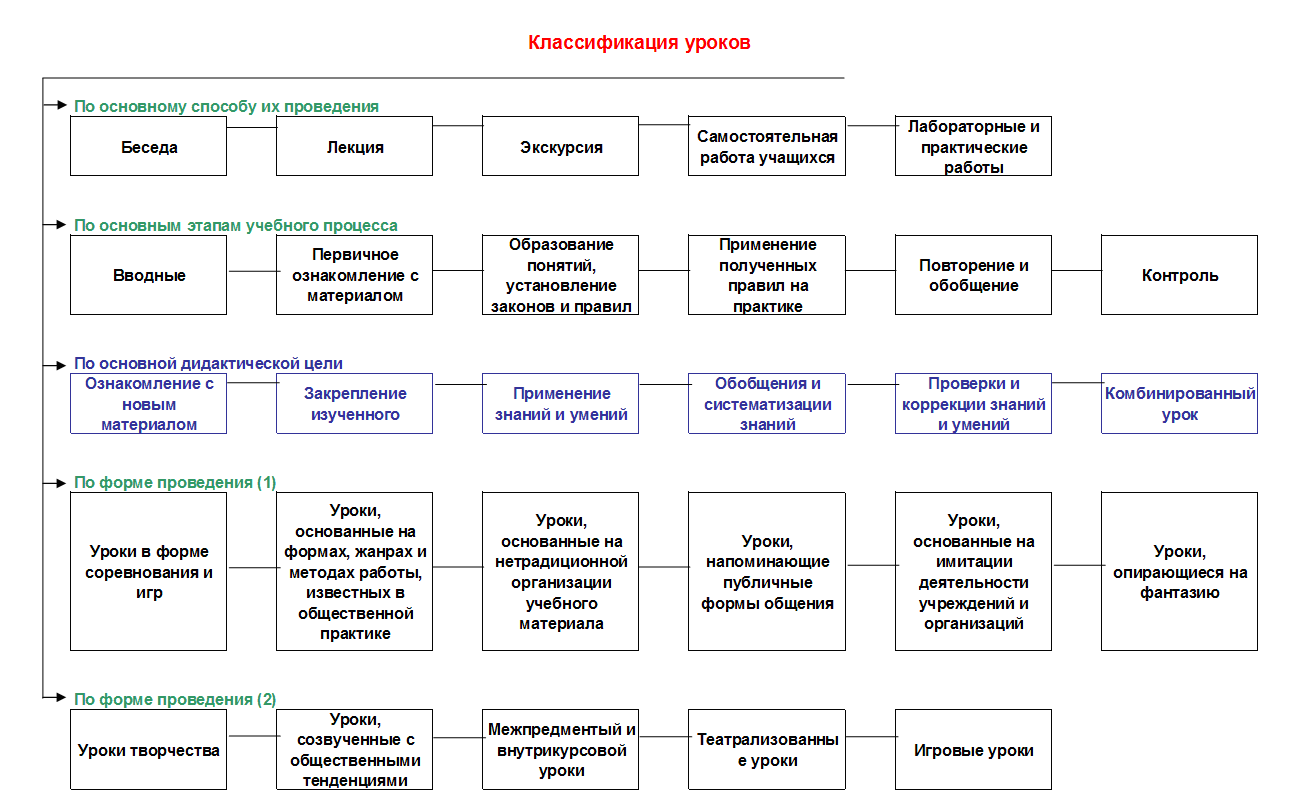 Классификация уроков
По основному способу их проведения
Беседа
Лекция
Экскурсия
Самостоятельная
работа учащихся
Лабораторные и
практические
работы
По основным этапам учебного процесса
Вводные
Первичное
ознакомление с
материалом
Образование
понятий,
установление
законов и правил
Применение
полученных
правил на
практике
Повторение и
обобщение
Контроль
По основной дидактической цели
Ознакомление с
новым
материалом
Закрепление
изученного
Применение
знаний и умений
Обобщения и
систематизации
знаний
Проверки и
коррекции знаний
и умений
Комбинированный
урок
По форме проведения (1)
Уроки в форме
соревнования и
игр
Уроки,
основанные на
формах, жанрах и
методах работы,
известных в
общественной
практике
Уроки,
основанные на
нетрадиционной
организации
учебного
материала
Уроки,
напоминающие
публичные
формы общения
Уроки,
основанные на
имитации
деятельности
учреждений и
организаций
Уроки,
опирающиеся на
фантазию
По форме проведения (2)
Уроки творчества
Уроки,
созвученные с
общественными
тенденциями
Межпредментый и
внутрикурсовой
уроки
Театрализованны
е уроки
Игровые уроки